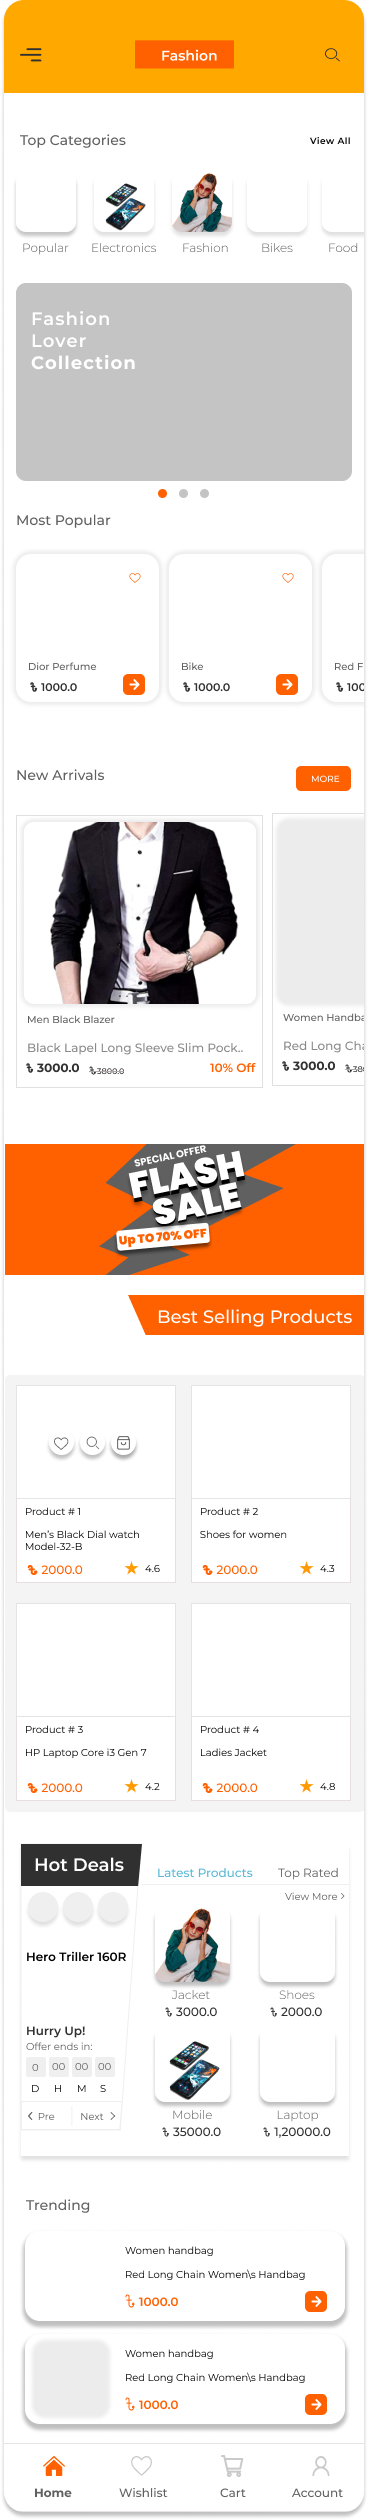 Fashion
Top Categories
View All
Popular
Electronics
Fashion
Bikes
Food
Fashion
Lover
Collection
Most Popular
Dior Perfume
৳ 1000.0
Bike
৳ 1000.0
Red F
৳ 100
New Arrivals
MORE
Men Black Blazer
Black Lapel Long Sleeve Slim Pock..
৳ 3000.0 ৳3800.0 10% Off
Women Handba
Red Long Cha
৳ 3000.0 ৳38
SPECIAL OFFER
FLASH
SALE
Up TO 70% OFF
Best Selling Products
Product # 1
Men's Black Dial watch
Model-32-B
৳ 2000.0 4.6
Product # 2
Shoes for women
৳ 2000.0 4.3
Product # 3
HP Laptop Core i3 Gen 7
৳ 2000.0 4.2
Product # 4
Ladies Jacket
৳ 2000.0 4.8
Hot Deals
Hero Triller 160R
Hurry Up!
Offer ends in:
0 00 00 00
D H M S
Pre Next
Latest Products
Top Rated
View More
Jacket
৳ 3000.0
Shoes
৳ 2000.0
Mobile
৳ 35000.0
Laptop
৳ 1,20000.0
Trending
Women handbag
Red Long Chain Women\s Handbag
৳ 1000.0
Women handbag
Red Long Chain Women\s Handbag
৳ 1000.0
Home
Wishlist
Cart
Account